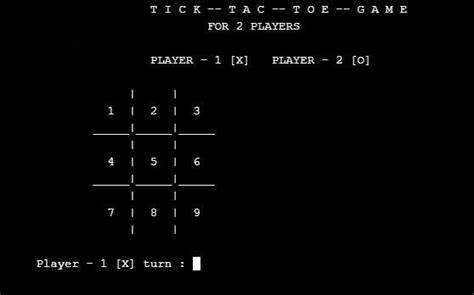 T I C K -- T A C -- T O E -- G A M E
FOR 2 PLAYERS
PLAYER - 1 [X] PLAYER - 2 [O]
1 | 2 | 3
4 | 5 | 6
7 | 8 | 9
Player - 1 [X] turn :